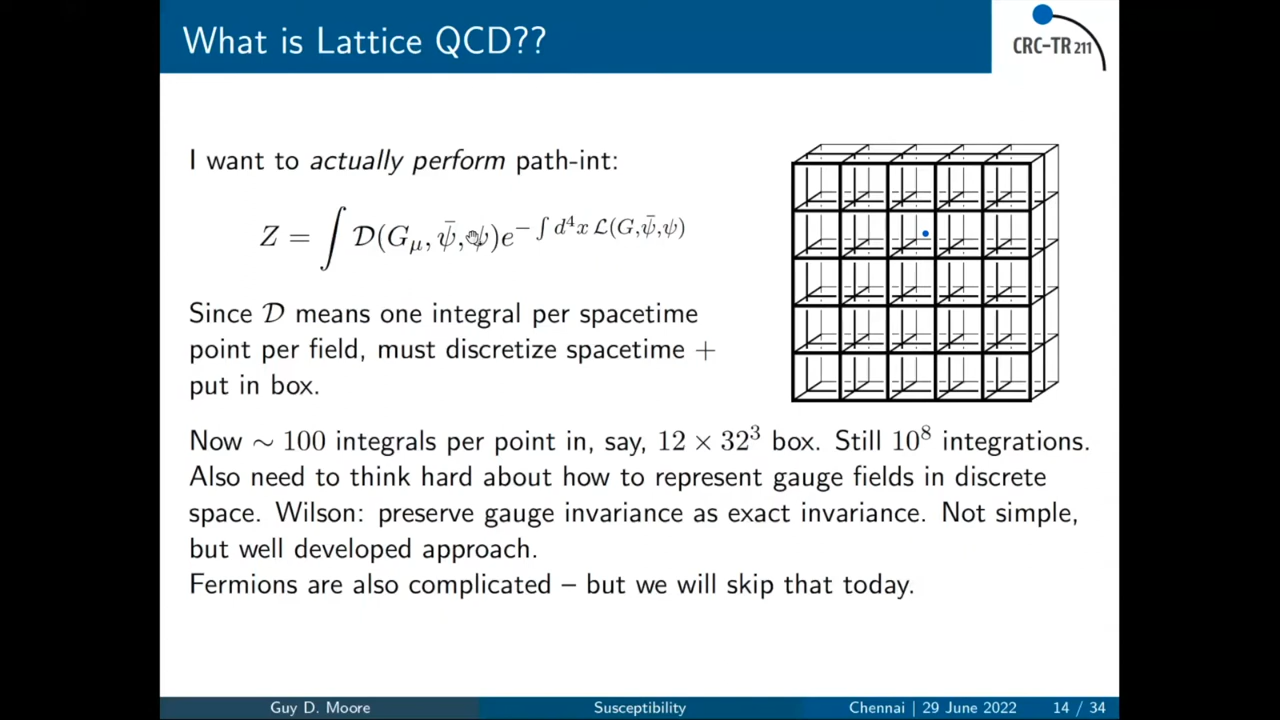 What is Lattice QCD??
CRC-TR 211
I want to actually perform path-int:
Z = ∫ 𝒟(G_μ, ψ̄, ψ) e^{−∫ d⁴x ℒ(G,ψ̄,ψ)}
Since 𝒟 means one integral per spacetime
point per field, must discretize spacetime +
put in box.
Now ∼ 100 integrals per point in, say, 12 × 32³ box. Still 10⁸ integrations.
Also need to think hard about how to represent gauge fields in discrete
space. Wilson: preserve gauge invariance as exact invariance. Not simple,
but well developed approach.
Fermions are also complicated – but we will skip that today.
Guy D. Moore
Susceptibility
Chennai | 29 June 2022
14 / 34